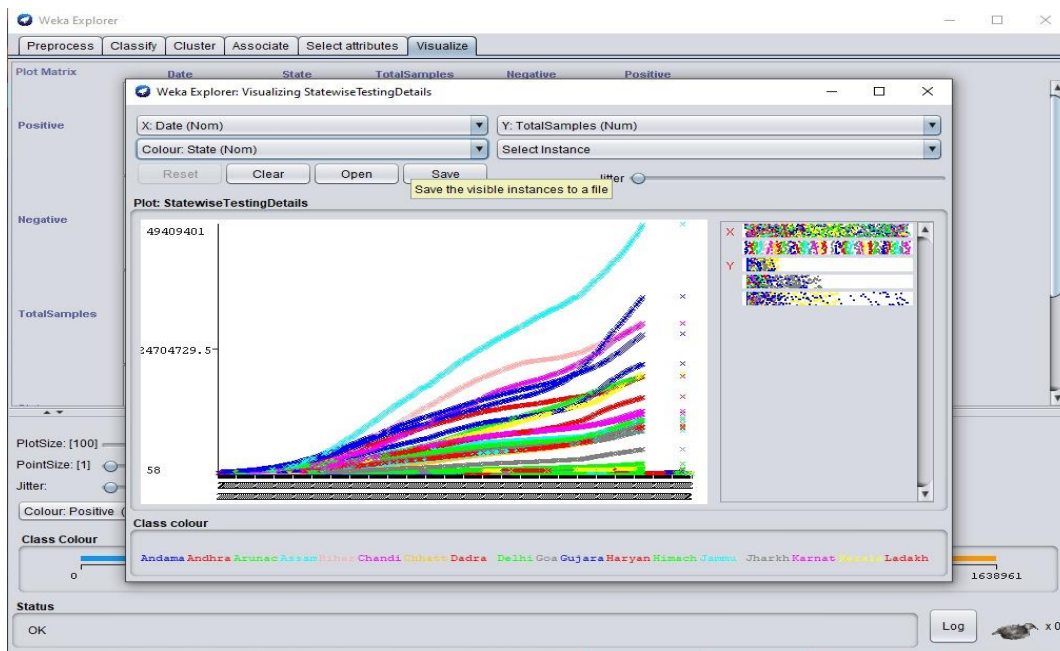 Weka Explorer
Preprocess Classify Cluster Associate Select attributes Visualize
Plot Matrix Date State TotalSamples Negative Positive
Weka Explorer: Visualizing StatewiseTestingDetails
Positive
X: Date (Nom) Y: TotalSamples (Num)
Colour: State (Nom) Select Instance
Reset Clear Open Save
Save the visible instances to a file
Plot: StatewiseTestingDetails
Negative
49409401
X
Y
TotalSamples
24704729.5
58
PlotSize: [100]
PointSize: [1]
Jitter:
Colour: Positive (
Class colour
Andama Andhra Arunac Assam Bihar Chandi Chhatt Dadra Delhi Goa Gujara Haryan Himach Jammu Jharkh Karnat Ladakh
Class Colour
0 1638961
Status
OK Log x 0